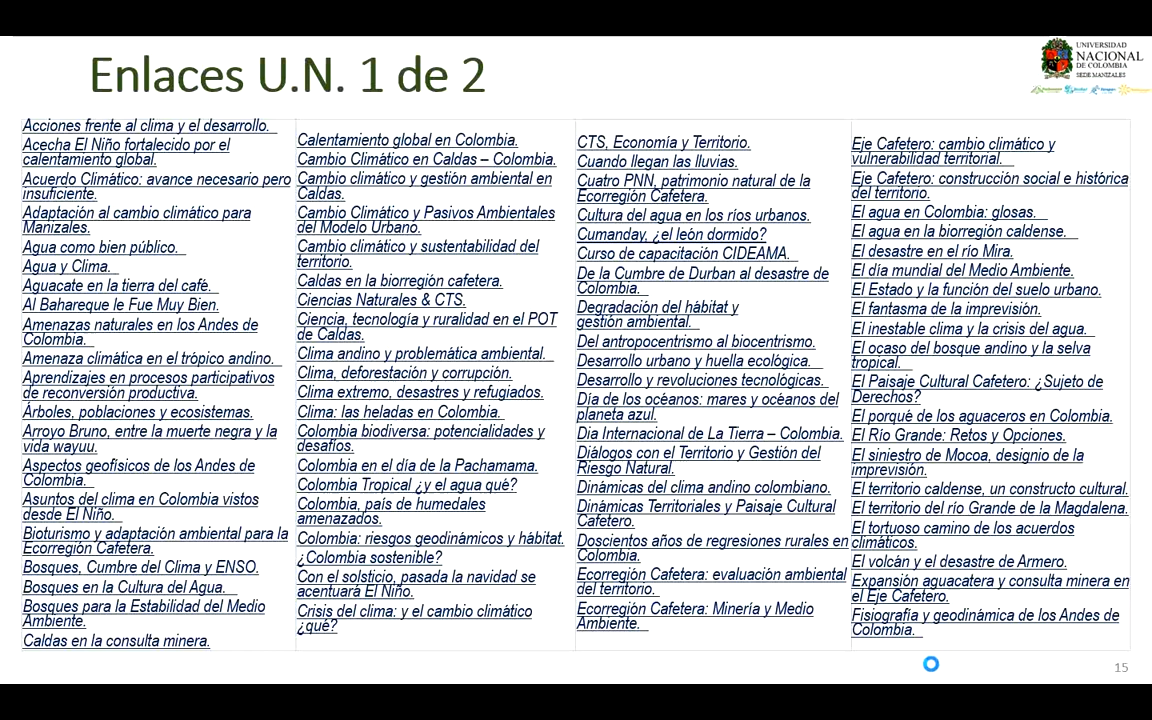 Enlaces U.N. 1 de 2
UNIVERSIDAD
NACIONAL
DE COLOMBIA
SEDE MANIZALES
Acciones frente al clima y el desarrollo.
Acecha El Niño fortalecido por el
calentamiento global.
Acuerdo Climático: avance necesario pero
insuficiente.
Adaptación al cambio climático para
Manizales.
Agua como bien público.
Agua y Clima.
Aguacate en la tierra del café.
Al Bahareque le Fue Muy Bien.
Amenazas naturales en los Andes de
Colombia.
Amenaza climática en el trópico andino.
Aprendizajes en procesos participativos
de reconversión productiva.
Árboles, poblaciones y ecosistemas.
Arroyo Bruno, entre la muerte negra y la
vida wayuu.
Aspectos geofísicos de los Andes de
Colombia.
Asuntos del clima en Colombia vistos
desde El Niño.
Bioturismo y adaptación ambiental para la
Ecorregión Cafetera.
Bosques, Cumbre del Clima y ENSO.
Bosques en la Cultura del Agua.
Bosques para la Estabilidad del Medio
Ambiente.
Caldas en la consulta minera.
Calentamiento global en Colombia.
Cambio Climático en Caldas – Colombia.
Cambio climático y gestión ambiental en
Caldas.
Cambio Climático y Pasivos Ambientales
del Modelo Urbano.
Cambio climático y sustentabilidad del
territorio.
Caldas en la biorregión cafetera.
Ciencias Naturales & CTS.
Ciencia, tecnología y ruralidad en el POT
de Caldas.
Clima andino y problemática ambiental.
Clima, deforestación y corrupción.
Clima extremo, desastres y refugiados.
Clima: las heladas en Colombia.
Colombia biodiversa: potencialidades y
desafíos.
Colombia en el día de la Pachamama.
Colombia Tropical ¿y el agua qué?
Colombia, país de humedales
amenazados.
Colombia: riesgos geodinámicos y hábitat.
¿Colombia sostenible?
Con el solsticio, pasada la navidad se
acentuará El Niño.
Crisis del clima: y el cambio climático
¿qué?
CTS, Economía y Territorio.
Cuando llegan las lluvias.
Cuatro PNN, patrimonio natural de la
Ecorregión Cafetera.
Cultura del agua en los ríos urbanos.
Cumanday, ¿el león dormido?
Curso de capacitación CIDEAMA.
De la Cumbre de Durban al desastre de
Colombia.
Degradación del hábitat y
gestión ambiental.
Del antropocentrismo al biocentrismo.
Desarrollo urbano y huella ecológica.
Desarrollo y revoluciones tecnológicas.
Día de los océanos: mares y océanos del
planeta azul.
Dia Internacional de La Tierra – Colombia.
Diálogos con el Territorio y Gestión del
Riesgo Natural.
Dinámicas del clima andino colombiano.
Dinámicas Territoriales y Paisaje Cultural
Cafetero.
Doscientos años de regresiones rurales en
Colombia.
Ecorregión Cafetera: evaluación ambiental
del territorio.
Ecorregión Cafetera: Minería y Medio
Ambiente.
Eje Cafetero: cambio climático y
vulnerabilidad territorial.
Eje Cafetero: construcción social e histórica
del territorio.
El agua en Colombia: glosas.
El agua en la biorregión caldense.
El desastre en el río Mira.
El día mundial del Medio Ambiente.
El Estado y la función del suelo urbano.
El fantasma de la imprevisión.
El inestable clima y la crisis del agua.
El ocaso del bosque andino y la selva
tropical.
El Paisaje Cultural Cafetero: ¿Sujeto de
Derechos?
El porqué de los aguaceros en Colombia.
El Río Grande: Retos y Opciones.
El siniestro de Mocoa, designio de la
imprevisión.
El territorio caldense, un constructo cultural.
El territorio del río Grande de la Magdalena.
El tortuoso camino de los acuerdos
climáticos.
El volcán y el desastre de Armero.
Expansión aguacatera y consulta minera en
el Eje Cafetero.
Fisiografía y geodinámica de los Andes de
Colombia.
15